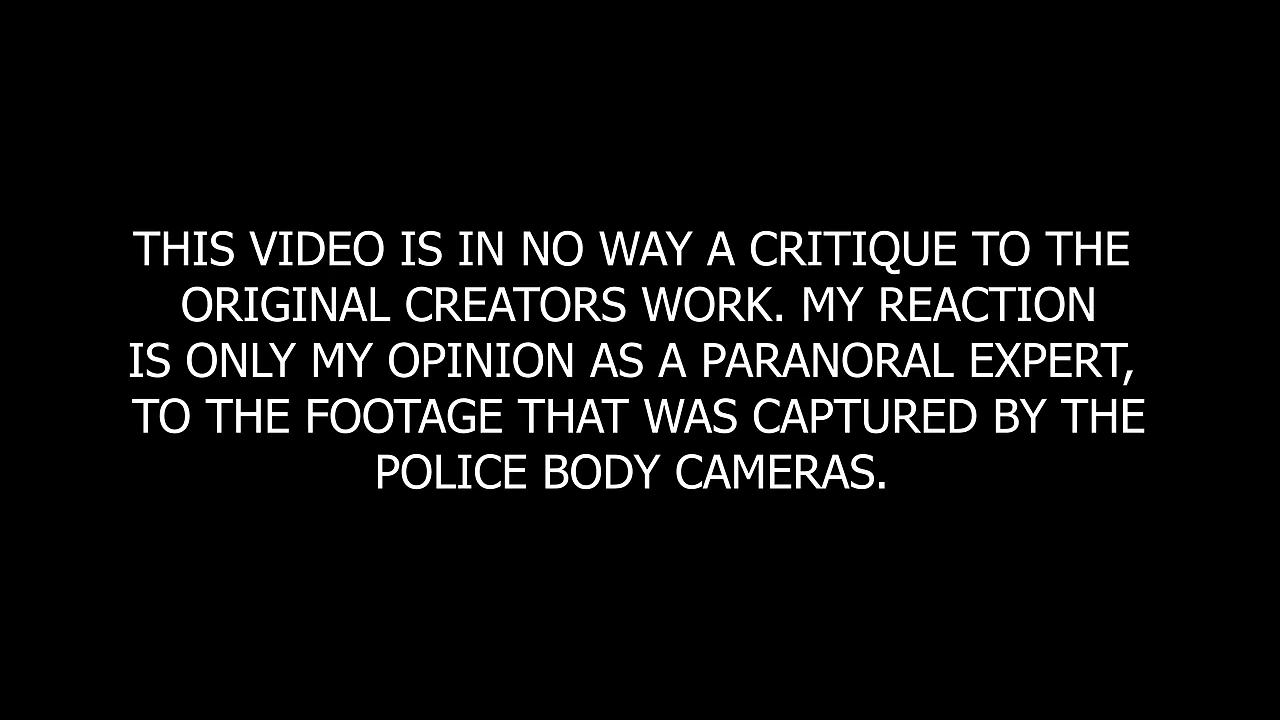 THIS VIDEO IS IN NO WAY A CRITIQUE TO THE
ORIGINAL CREATORS WORK. MY REACTION
IS ONLY MY OPINION AS A PARANORAL EXPERT,
TO THE FOOTAGE THAT WAS CAPTURED BY THE
POLICE BODY CAMERAS.